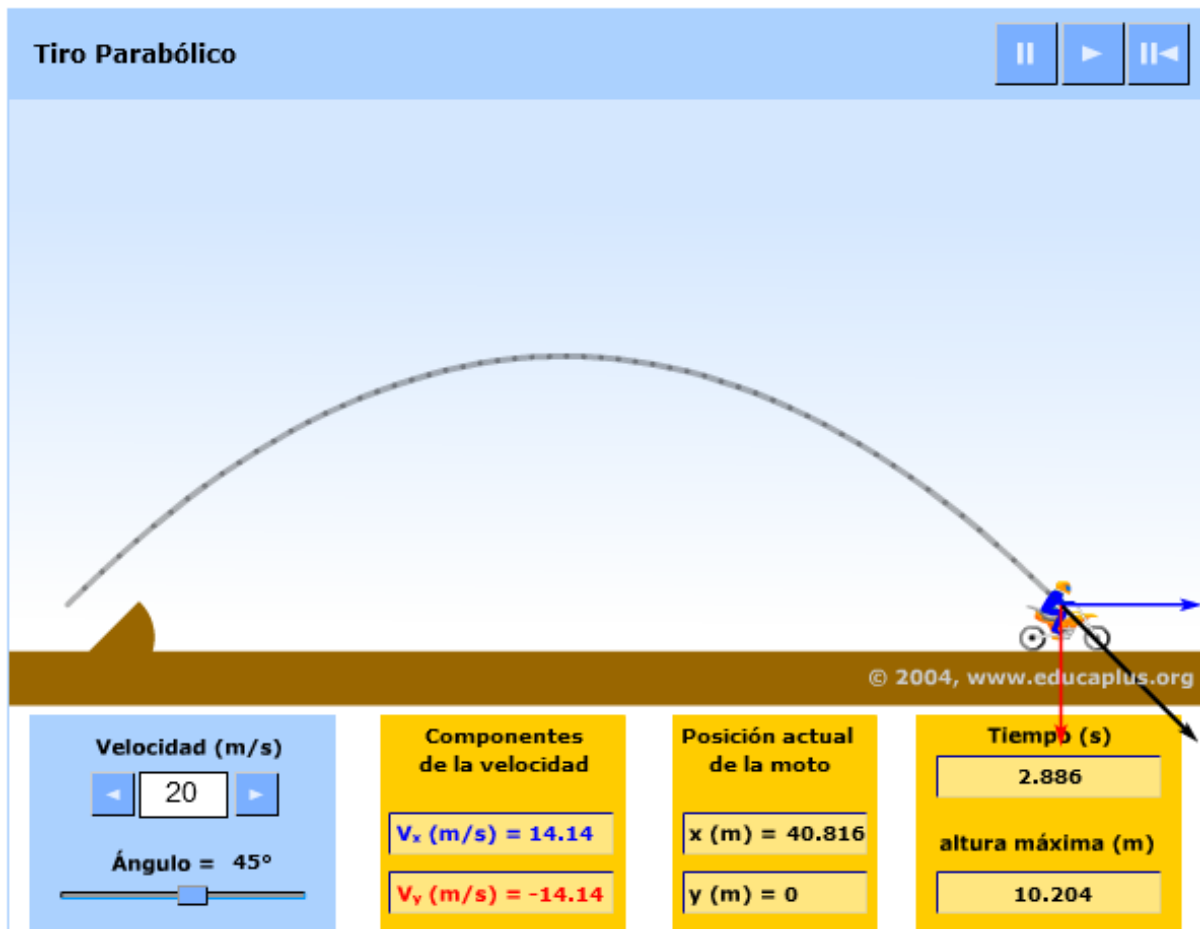 Tiro Parabólico
© 2004, www.educaplus.org
Velocidad (m/s)
20
Ángulo = 45°
Componentes
de la velocidad
Vₓ (m/s) = 14.14
Vᵧ (m/s) = -14.14
Posición actual
de la moto
x (m) = 40.816
y (m) = 0
Tiempo (s)
2.886
altura máxima (m)
10.204